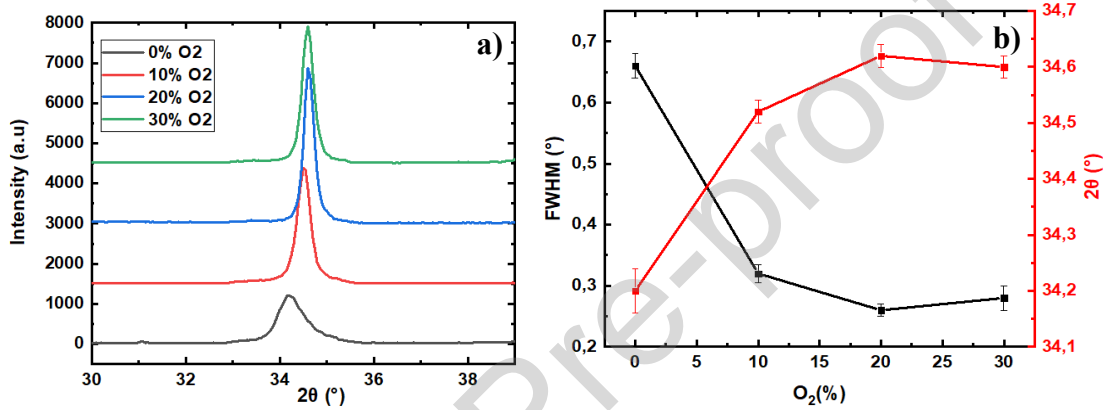 a)
0% O2
10% O2
20% O2
30% O2
Intensity (a.u)
8000
7000
6000
5000
4000
3000
2000
1000
0
30
32
34
36
38
2θ (°)
b)
FWHM (°)
0,7
0,6
0,5
0,4
0,3
0,2
0
5
10
15
20
25
30
O₂(%)
34,7
34,6
34,5
34,4
34,3
34,2
34,1
2θ (°)
Pre-proof